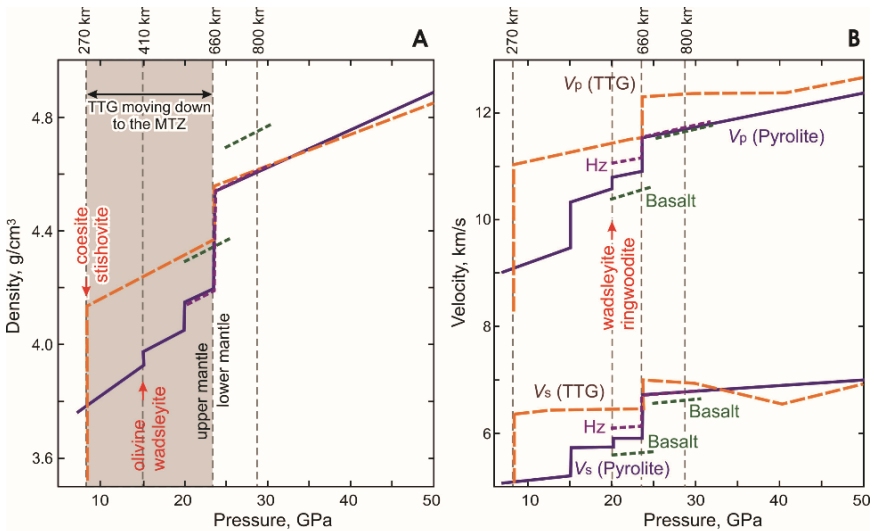 270 km
410 km
660 km
800 km
A
TTG moving down
to the MTZ
coesite
stishovite
olivine
wadsleyite
upper mantle
lower mantle
4.8
4.4
4.0
3.6
Density, g/cm³
10
20
30
40
50
Pressure, GPa
270 km
660 km
800 km
B
Vp (TTG)
Vp (Pyrolite)
Hz
Basalt
wadsleyite
ringwoodite
Vs (TTG)
Basalt
Hz
Basalt
Vs (Pyrolite)
12
10
8
6
Velocity, km/s
10
20
30
40
50
Pressure, GPa